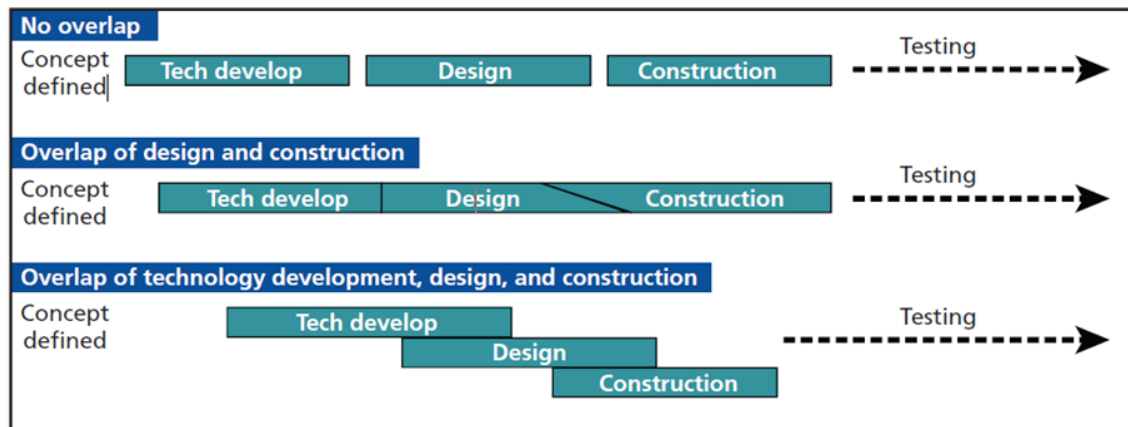 No overlap
Concept
defined
Tech develop
Design
Construction
Testing
Overlap of design and construction
Concept
defined
Tech develop
Design
Construction
Testing
Overlap of technology development, design, and construction
Concept
defined
Tech develop
Design
Construction
Testing